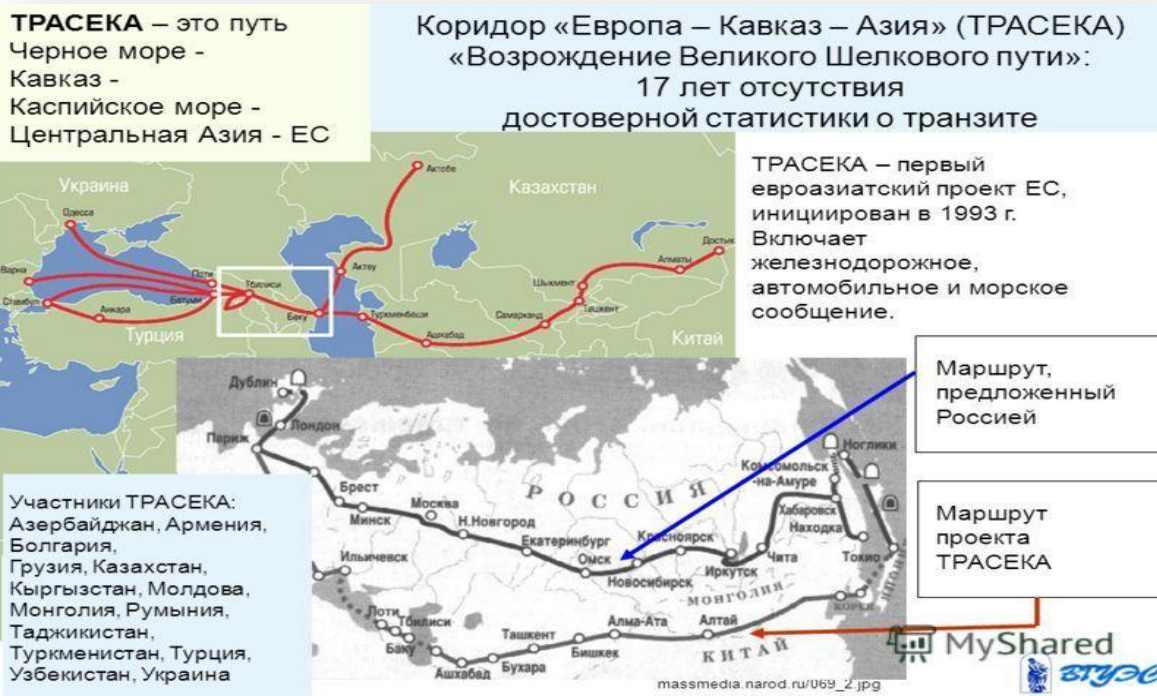 ТРАСЕКА – это путь
Черное море -
Кавказ -
Каспийское море -
Центральная Азия - ЕС
Коридор «Европа – Кавказ – Азия» (ТРАСЕКА)
«Возрождение Великого Шелкового пути»:
17 лет отсутствия
достоверной статистики о транзите
Украина
Казахстан
Актобе
Одесса
Варна
Стамбул
Анкара
Турция
Поти
Батуми
Тбилиси
Баку
Актау
Туркменбаши
Ашхабад
Самарканд
Ташкент
Шыкмент
Алматы
Достык
Китай
ТРАСЕКА – первый
евроазиатский проект ЕС,
инициирован в 1993 г.
Включает
железнодорожное,
автомобильное и морское
сообщение.
Маршрут,
предложенный
Россией
Маршрут
проекта
ТРАСЕКА
Дублин
Лондон
Париж
Брест
Минск
Москва
Н.Новгород
Екатеринбург
Омск
Новосибирск
Красноярск
Иркутск
Чита
Комсомольск
-на-Амуре
Хабаровск
Находка
Ноглики
Токио
РОССИЯ
МОНГОЛИЯ
КОРЕЯ
ЯПОНИЯ
КИТАЙ
Ильичевск
Поти
Тбилиси
Баку
Ашхабад
Бухара
Ташкент
Бишкек
Алма-Ата
Алтай
Участники ТРАСЕКА:
Азербайджан, Армения,
Болгария,
Грузия, Казахстан,
Кыргызстан, Молдова,
Монголия, Румыния,
Таджикистан,
Туркменистан, Турция,
Узбекистан, Украина
massmedia.narod.ru/069_2.jpg
MyShared
ВГУЭС